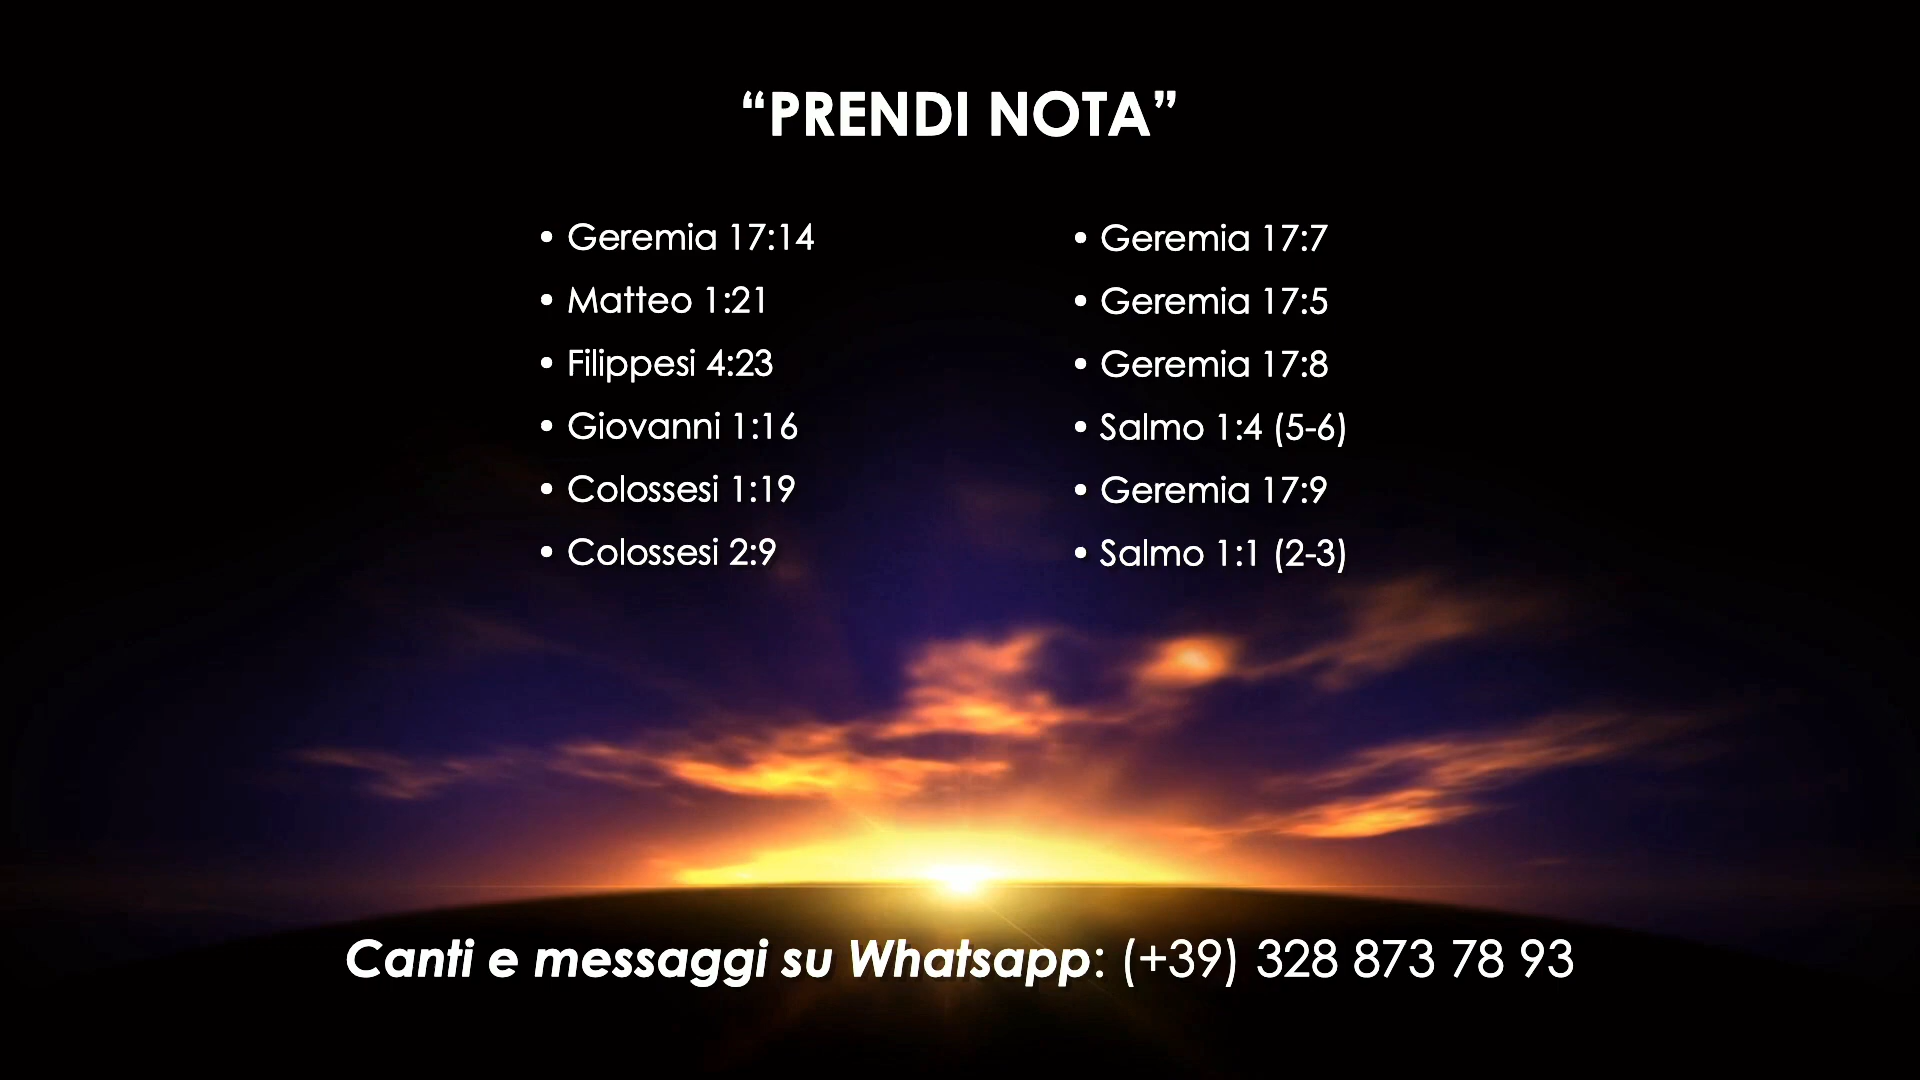 “PRENDI NOTA”
• Geremia 17:14
• Matteo 1:21
• Filippesi 4:23
• Giovanni 1:16
• Colossesi 1:19
• Colossesi 2:9
• Geremia 17:7
• Geremia 17:5
• Geremia 17:8
• Salmo 1:4 (5-6)
• Geremia 17:9
• Salmo 1:1 (2-3)
Canti e messaggi su Whatsapp: (+39) 328 873 78 93